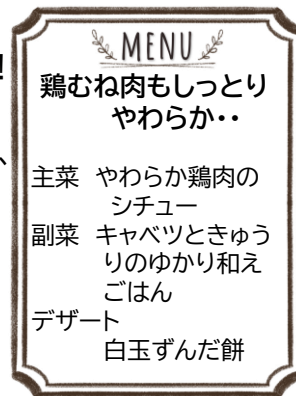 !
、
MENU
鶏むね肉もしっとり
やわらか・・
主菜 やわらか鶏肉の
シチュー
副菜 キャベツときゅう
りのゆかり和え
ごはん
デザート
白玉ずんだ餅